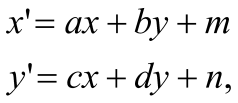 x'= ax + by + m
y'= cx + dy + n,